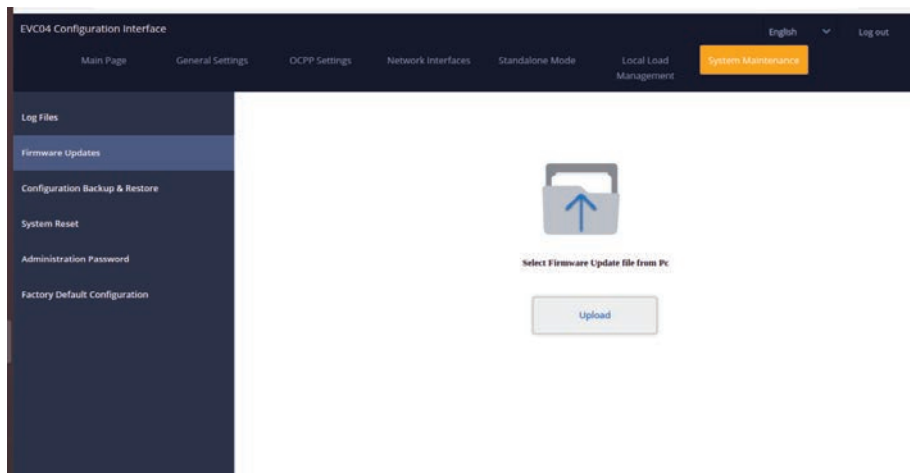 EVC04 Configuration Interface
English
Log out
Main Page
General Settings
OCPP Settings
Network Interfaces
Standalone Mode
Local Load
Management
System Maintenance
Log Files
Firmware Updates
Configuration Backup & Restore
System Reset
Administration Password
Factory Default Configuration
Select Firmware Update file from Pc
Upload